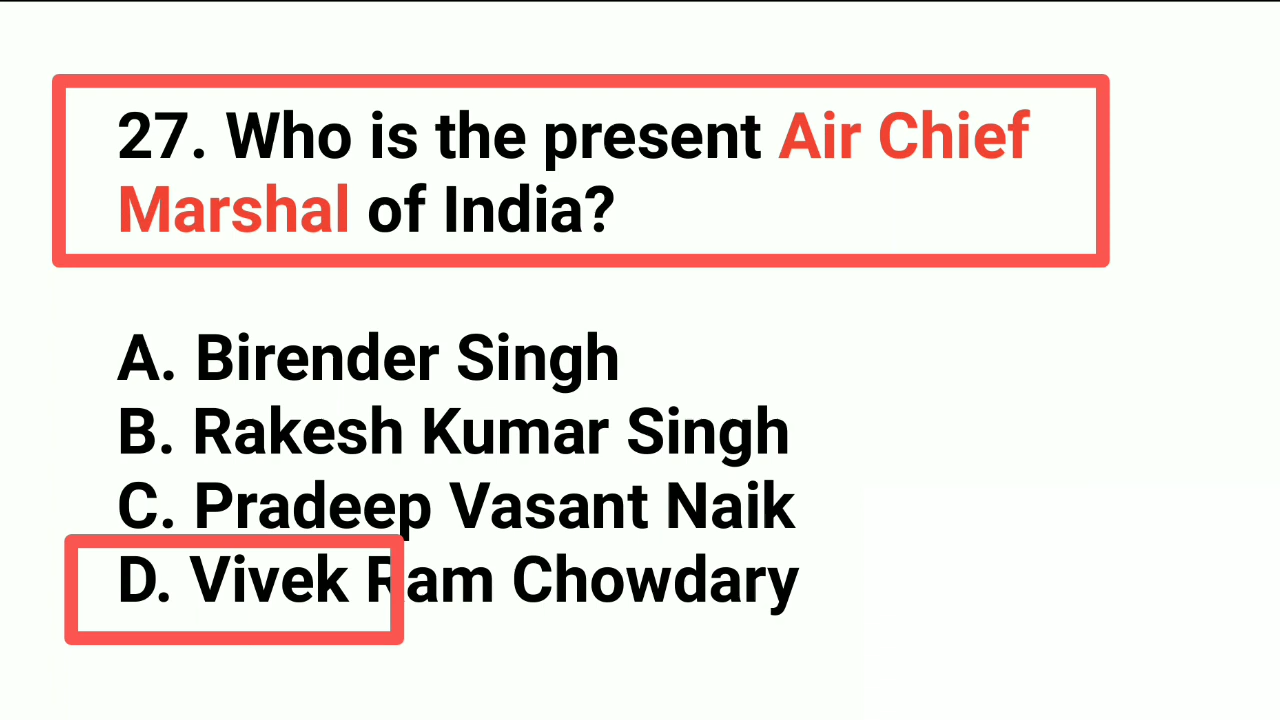 27. Who is the present Air Chief
Marshal of India?
A. Birender Singh
B. Rakesh Kumar Singh
C. Pradeep Vasant Naik
D. Vivek Ram Chowdary